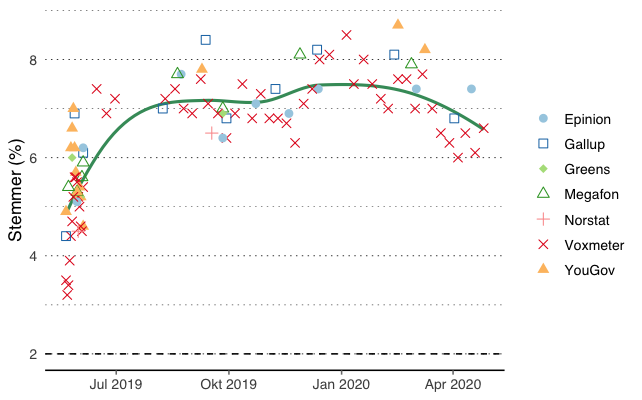 Stemmer (%)
8
6
4
2
Jul 2019
Okt 2019
Jan 2020
Apr 2020
Epinion
Gallup
Greens
Megafon
Norstat
Voxmeter
YouGov